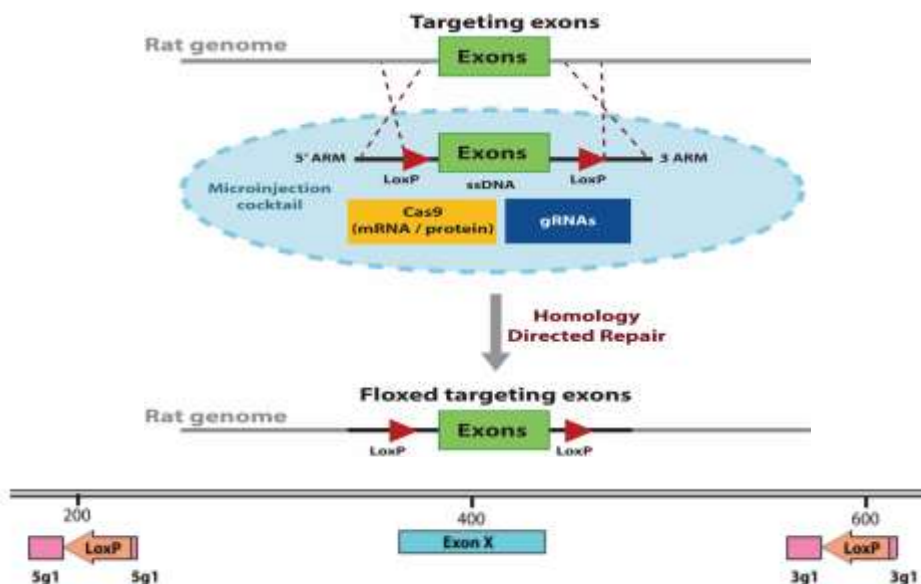 Targeting exons
Rat genome
Exons
5' ARM
Exons
3 ARM
LoxP
ssDNA
LoxP
Microinjection
cocktail
Cas9
(mRNA / protein)
gRNAs
Homology
Directed Repair
Floxed targeting exons
Rat genome
Exons
LoxP
LoxP
200
400
600
LoxP
Exon X
LoxP
5g1
5g1
3g1
3g1